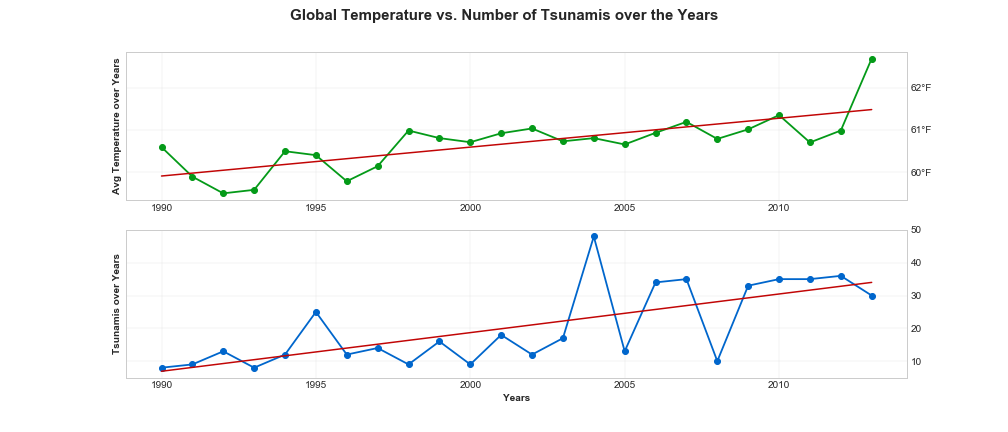 Global Temperature vs. Number of Tsunamis over the Years
Avg Temperature over Years
62°F
61°F
60°F
1990 1995 2000 2005 2010
Tsunamis over Years
50
40
30
20
10
1990 1995 2000 2005 2010
Years